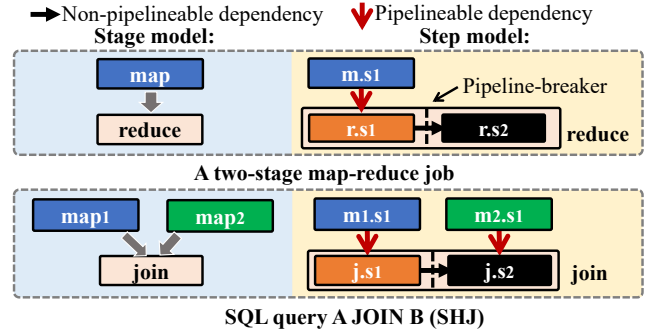 Non-pipelineable dependency
Pipelineable dependency
Stage model:
Step model:
map
m.s1
Pipeline-breaker
reduce
r.s1
r.s2
reduce
A two-stage map-reduce job
map1
map2
m1.s1
m2.s1
join
j.s1
j.s2
join
SQL query A JOIN B (SHJ)